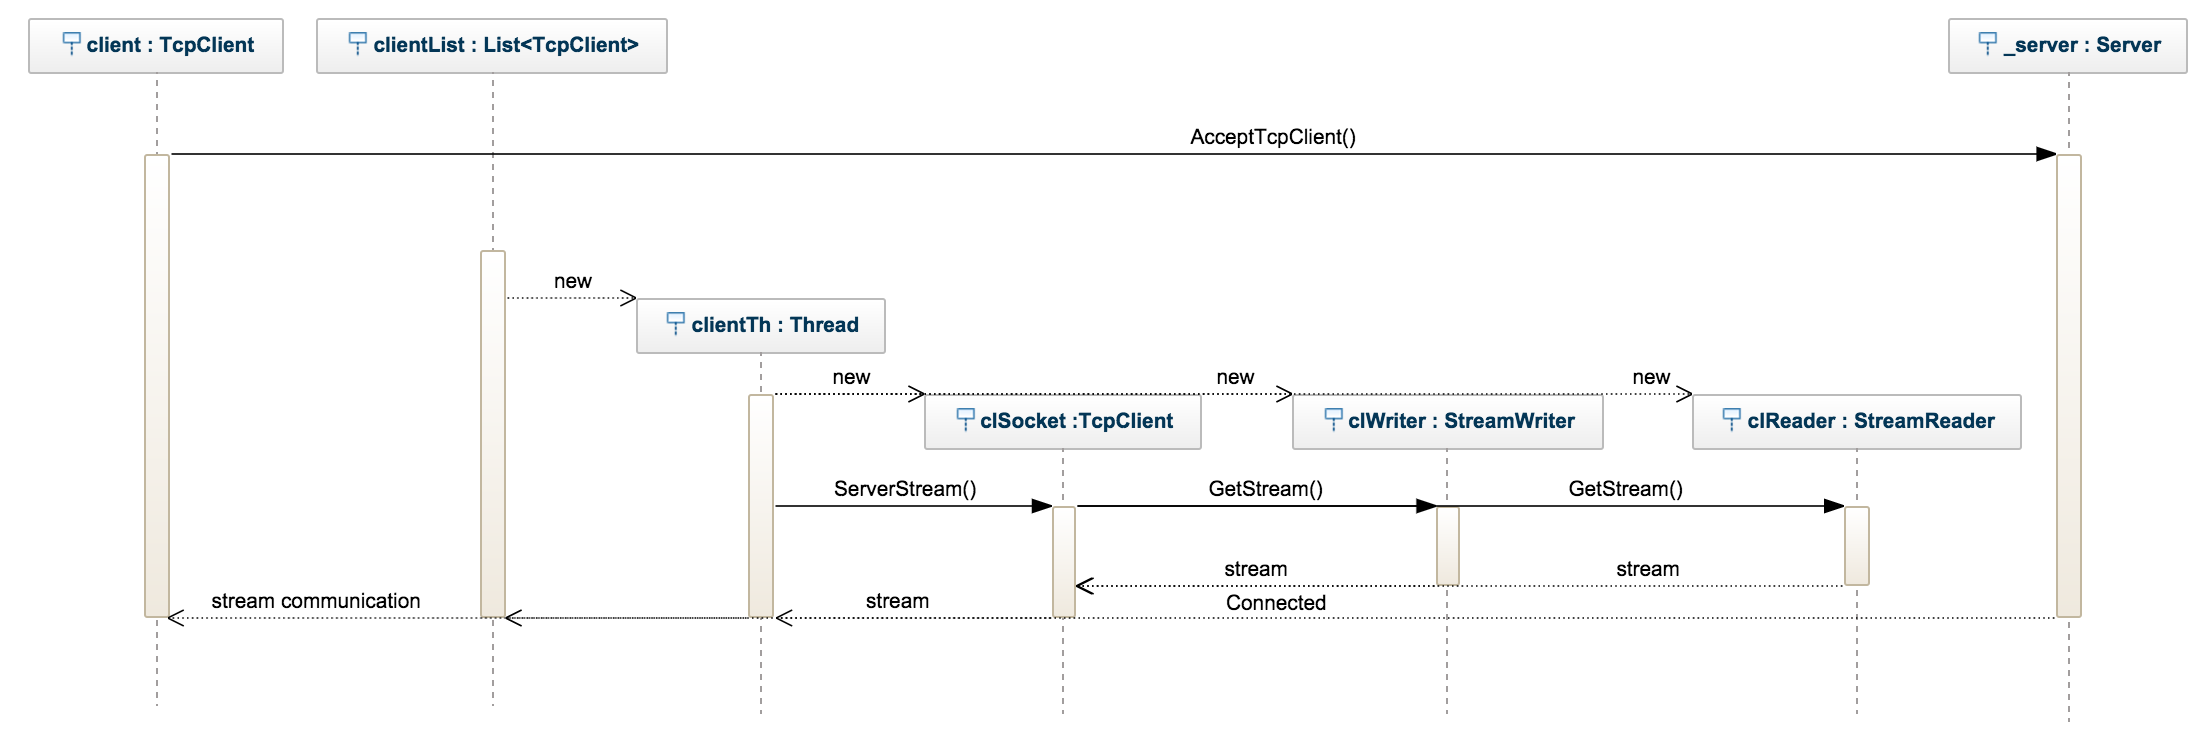 client : TcpClient
clientList : List<TcpClient>
_server : Server
AcceptTcpClient()
new
clientTh : Thread
new
new
new
clSocket :TcpClient
clWriter : StreamWriter
clReader : StreamReader
ServerStream()
GetStream()
GetStream()
stream
stream
stream communication
stream
Connected